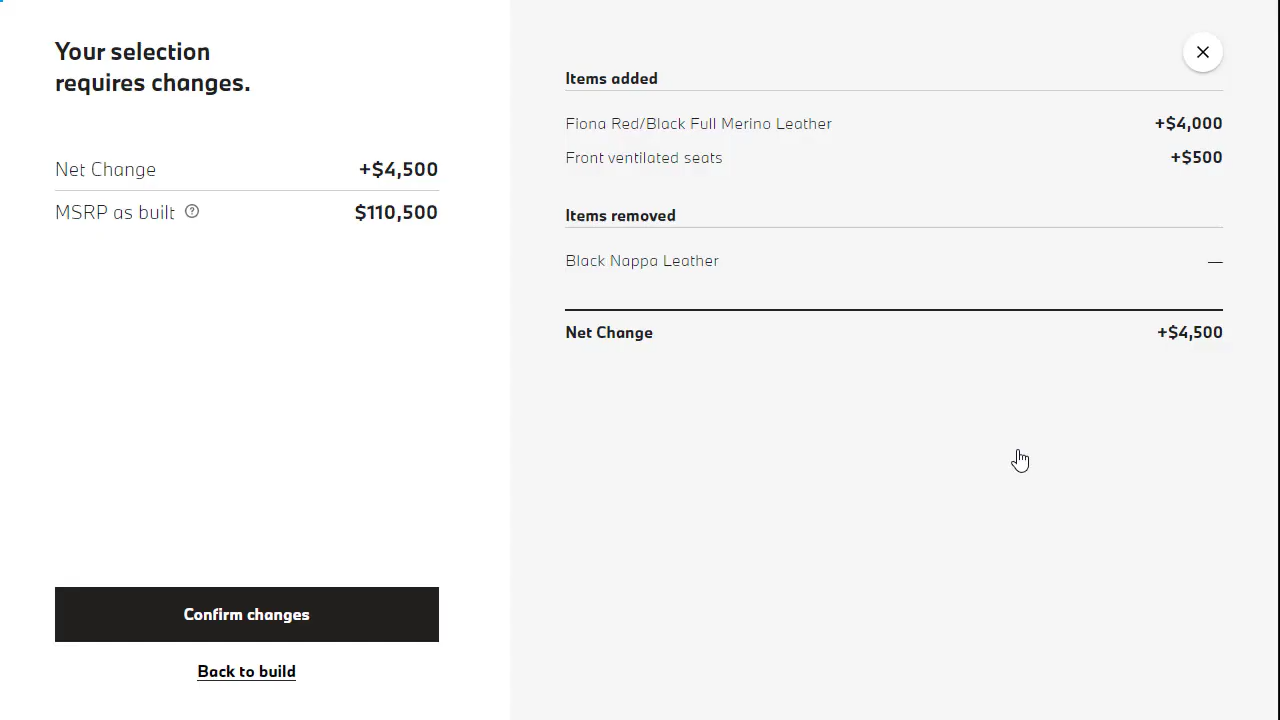 Your selection
requires changes.
Net Change +$4,500
MSRP as built $110,500
Confirm changes
Back to build
Items added
Fiona Red/Black Full Merino Leather +$4,000
Front ventilated seats +$500
Items removed
Black Nappa Leather —
Net Change +$4,500